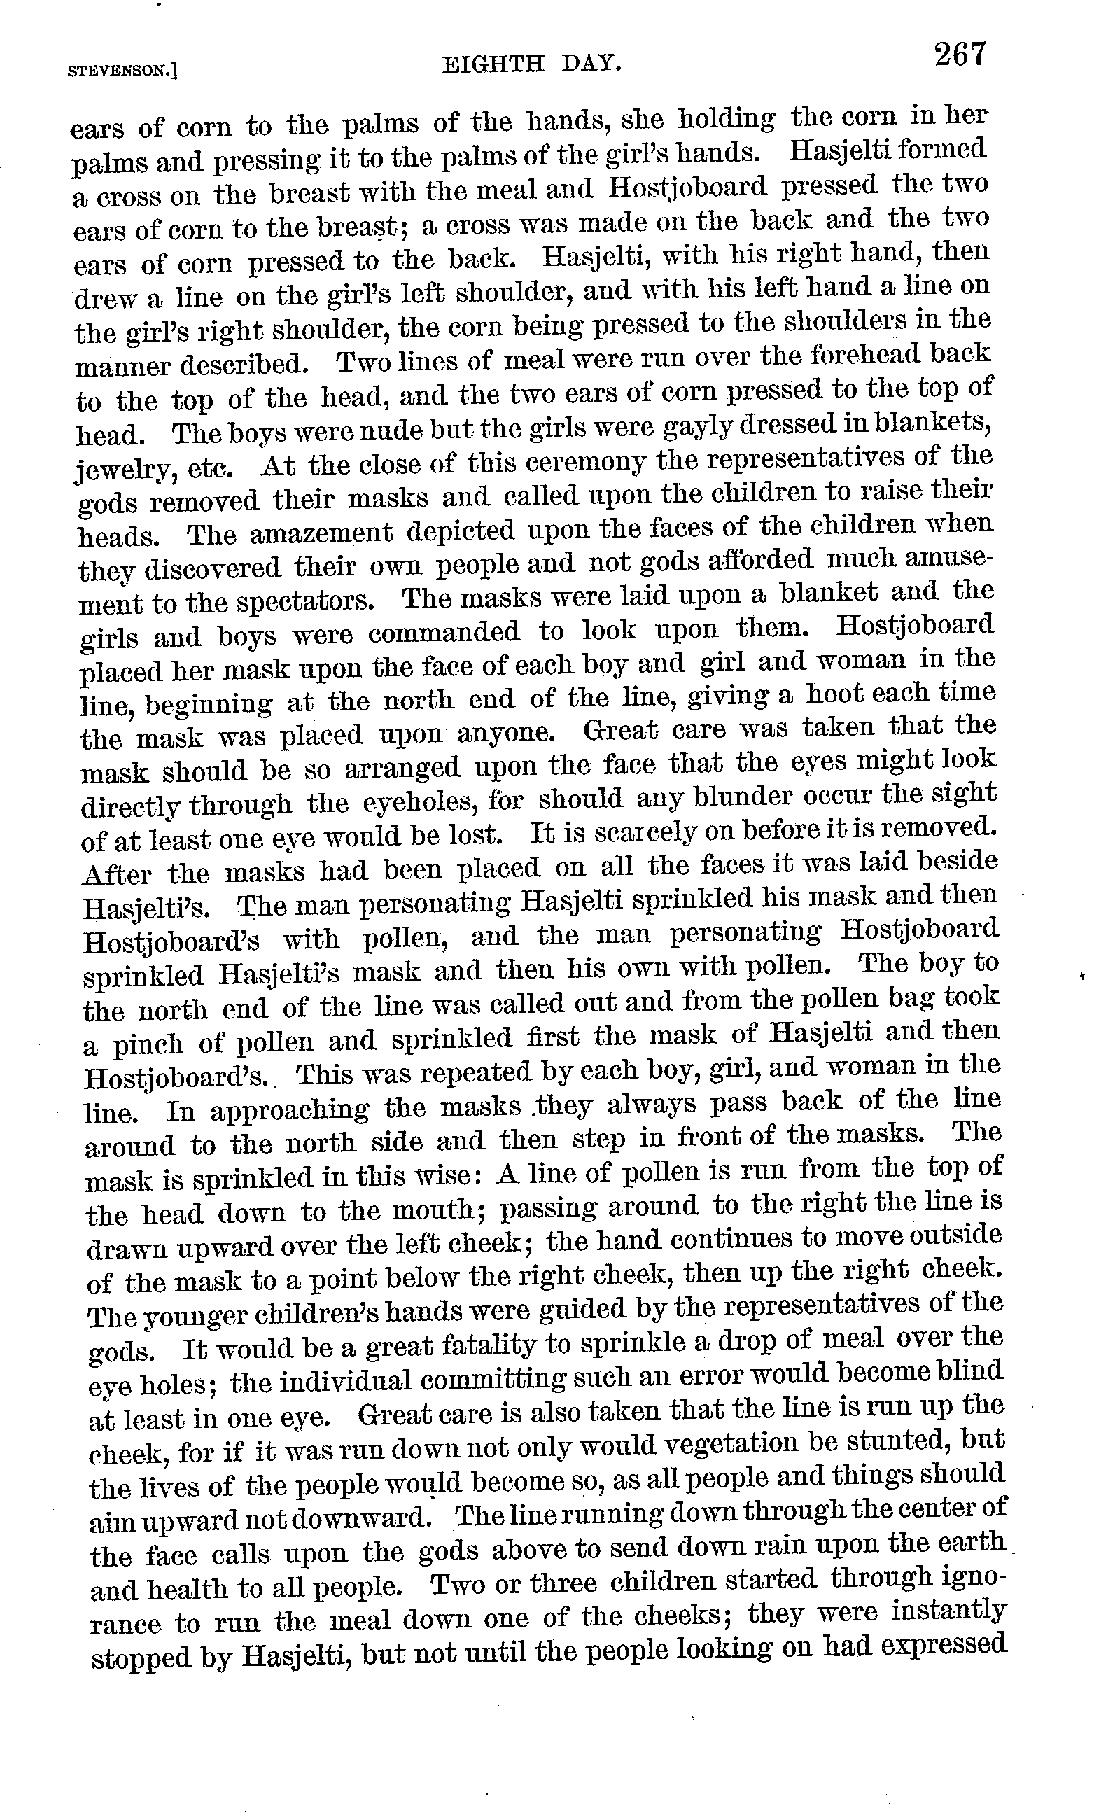 STEVENSON.] EIGHTH DAY. 267
ears of corn to the palms of the hands, she holding the corn in her
palms and pressing it to the palms of the girl's hands. Hasjelti formed
a cross on the breast with the meal and Hostjoboard pressed the two
ears of corn to the breast; a cross was made on the back and the two
ears of corn pressed to the back. Hasjelti, with his right hand, then
drew a line on the girl's left shoulder, and with his left hand a line on
the girl's right shoulder, the corn being pressed to the shoulders in the
manner described. Two lines of meal were run over the forehead back
to the top of the head, and the two ears of corn pressed to the top of
head. The boys were nude but the girls were gayly dressed in blankets,
jewelry, etc. At the close of this ceremony the representatives of the
gods removed their masks and called upon the children to raise their
heads. The amazement depicted upon the faces of the children when
they discovered their own people and not gods afforded much amuse-
ment to the spectators. The masks were laid upon a blanket and the
girls and boys were commanded to look upon them. Hostjoboard
placed her mask upon the face of each boy and girl and woman in the
line, beginning at the north end of the line, giving a hoot each time
the mask was placed upon anyone. Great care was taken that the
mask should be so arranged upon the face that the eyes might look
directly through the eyeholes, for should any blunder occur the sight
of at least one eye would be lost. It is scarcely on before it is removed.
After the masks had been placed on all the faces it was laid beside
Hasjelti's. The man personating Hasjelti sprinkled his mask and then
Hostjoboard's with pollen, and the man personating Hostjoboard
sprinkled Hasjelti's mask and then his own with pollen. The boy to
the north end of the line was called out and from the pollen bag took
a pinch of pollen and sprinkled first the mask of Hasjelti and then
Hostjoboard's. This was repeated by each boy, girl, and woman in the
line. In approaching the masks they always pass back of the line
around to the north side and then step in front of the masks. The
mask is sprinkled in this wise: A line of pollen is run from the top of
the head down to the mouth; passing around to the right the line is
drawn upward over the left cheek; the hand continues to move outside
of the mask to a point below the right cheek, then up the right cheek.
The younger children's hands were guided by the representatives of the
gods. It would be a great fatality to sprinkle a drop of meal over the
eye holes; the individual committing such an error would become blind
at least in one eye. Great care is also taken that the line is run up the
cheek, for if it was run down not only would vegetation be stunted, but
the lives of the people would become so, as all people and things should
aim upward not downward. The line running down through the center of
the face calls upon the gods above to send down rain upon the earth
and health to all people. Two or three children started through igno-
rance to run the meal down one of the cheeks; they were instantly
stopped by Hasjelti, but not until the people looking on had expressed